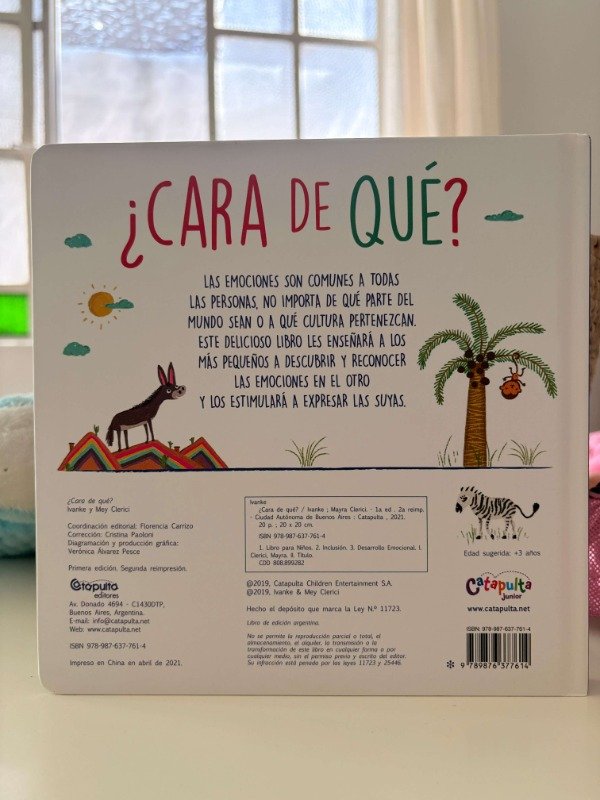 ¿CARA DE QUÉ?
LAS EMOCIONES SON COMUNES A TODAS
LAS PERSONAS, NO IMPORTA DE QUÉ PARTE DEL
MUNDO SEAN O A QUÉ CULTURA PERTENEZCAN.
ESTE DELICIOSO LIBRO LES ENSEÑARÁ A LOS
MÁS PEQUEÑOS A DESCUBRIR Y RECONOCER
LAS EMOCIONES EN EL OTRO
Y LOS ESTIMULARÁ A EXPRESAR LAS SUYAS.
¿Cara de qué?
Ivanke y Mey Clerici
Coordinación editorial: Florencia Carrizo
Corrección: Cristina Paoloni
Diagramación y producción gráfica:
Verónica Álvarez Pesce
Primera edición. Segunda reimpresión.
Catapulta
editores
Av. Donado 4694 - C1430DTP,
Buenos Aires, Argentina.
E-mail: info@catapulta.net
Web: www.catapulta.net
ISBN 978-987-637-761-4
Impreso en China en abril de 2021.
Ivanke
¿Cara de qué? / Ivanke ; Mayra Clerici. - 1a ed . 2a reimp.
- Ciudad Autónoma de Buenos Aires : Catapulta , 2021.
20 p. ; 20 x 20 cm.
ISBN 978-987-637-761-4
1. Libro para Niños. 2. Inclusión. 3. Desarrollo Emocional. I.
Clerici, Mayra. II. Título.
CDD 808.899282
@2019, Catapulta Children Entertainment S.A.
@2019, Ivanke & Mey Clerici
Hecho el depósito que marca la Ley N.º 11723.
Libro de edición argentina.
No se permite la reproducción parcial o total, el
almacenamiento, el alquiler, la transmisión o la
transformación de este libro en cualquier forma o por
cualquier medio, sin el permiso previo y escrito del editor.
Su infracción está penada por las leyes 11723 y 25446.
Edad sugerida: +3 años
Catapulta
junior
www.catapulta.net
ISBN: 978-987-637-761-4
9 789876 377614